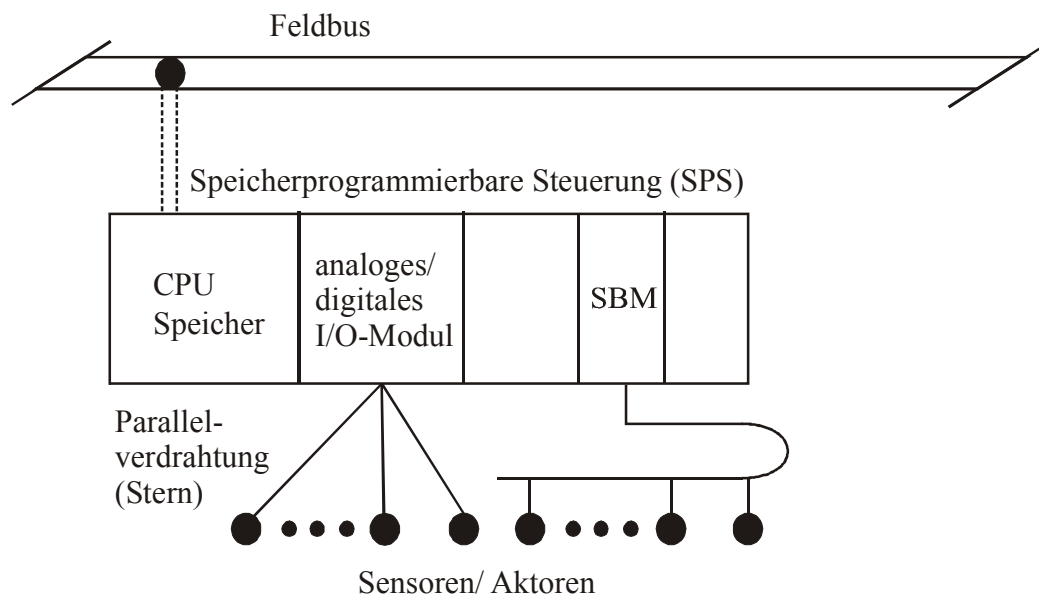 Feldbus
Speicherprogrammierbare Steuerung (SPS)
CPU
Speicher
analoges/
digitales
I/O-Modul
SBM
Parallel-
verdrahtung
(Stern)
Sensoren/ Aktoren